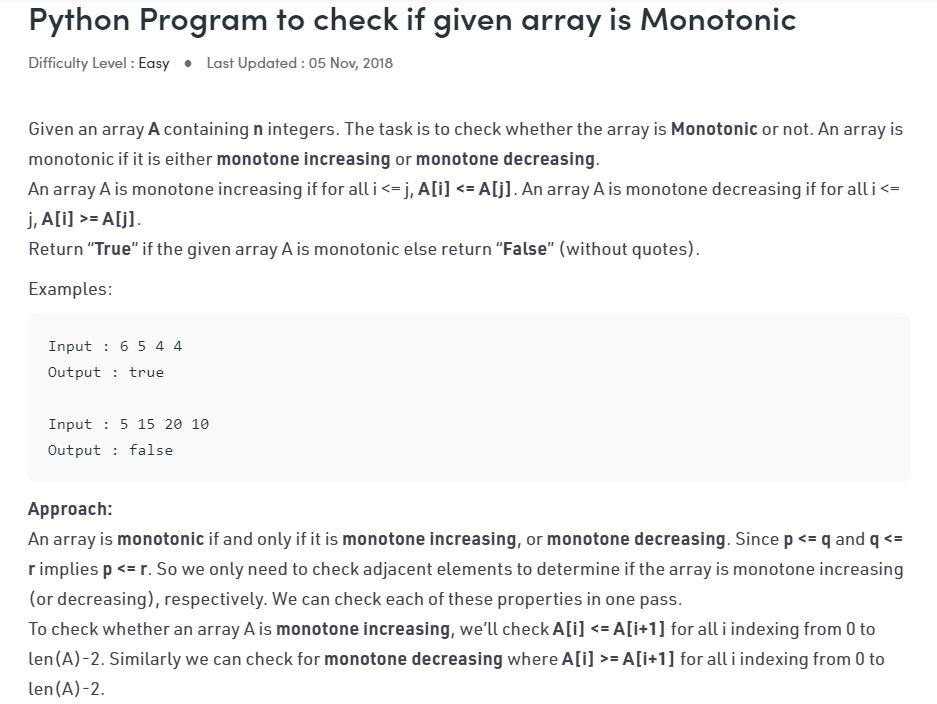 Python Program to check if given array is Monotonic
Difficulty Level : Easy ● Last Updated : 05 Nov, 2018
Given an array A containing n integers. The task is to check whether the array is Monotonic or not. An array is
monotonic if it is either monotone increasing or monotone decreasing.
An array A is monotone increasing if for all i <= j, A[i] <= A[j]. An array A is monotone decreasing if for all i <=
j, A[i] >= A[j].
Return “True” if the given array A is monotonic else return “False” (without quotes).
Examples:
Input : 6 5 4 4
Output : true
Input : 5 15 20 10
Output : false
Approach:
An array is monotonic if and only if it is monotone increasing, or monotone decreasing. Since p <= q and q <=
r implies p <= r. So we only need to check adjacent elements to determine if the array is monotone increasing
(or decreasing), respectively. We can check each of these properties in one pass.
To check whether an array A is monotone increasing, we’ll check A[i] <= A[i+1] for all i indexing from 0 to
len(A)-2. Similarly we can check for monotone decreasing where A[i] >= A[i+1] for all i indexing from 0 to
len(A)-2.